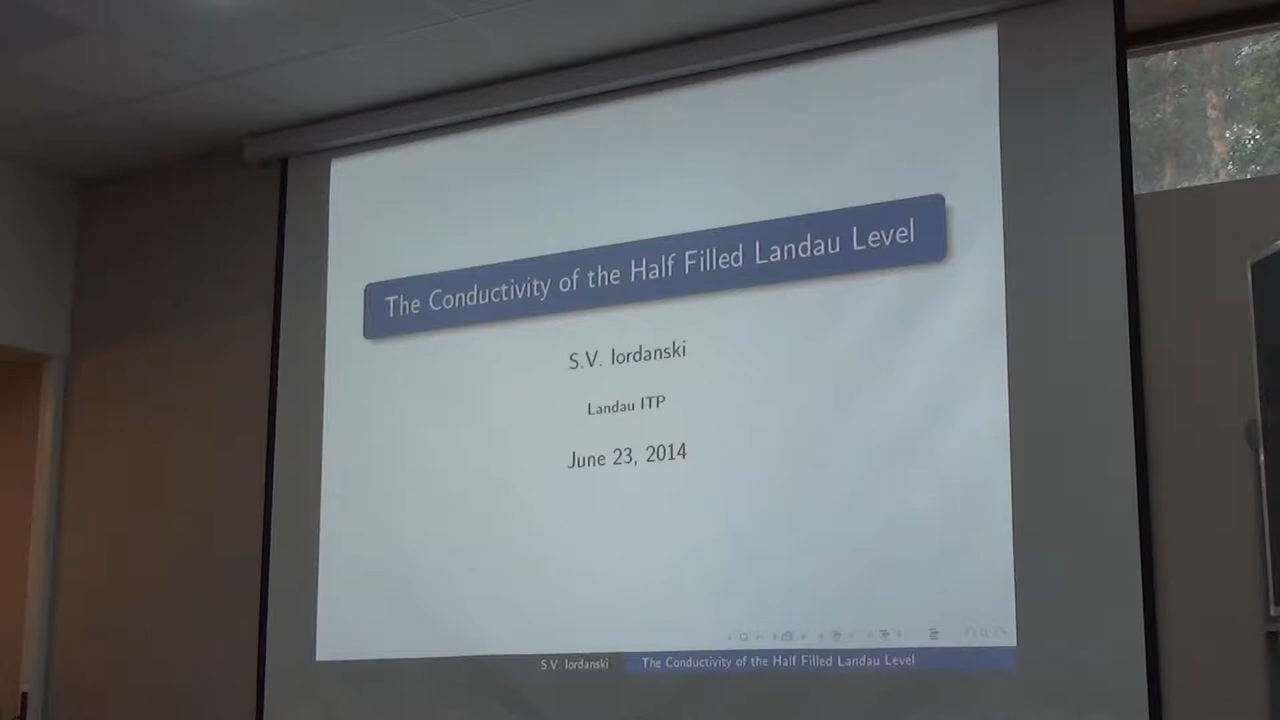 The Conductivity of the Half Filled Landau Level
S.V. Iordanski
Landau ITP
June 23, 2014
S.V. Iordanski
The Conductivity of the Half Filled Landau Level